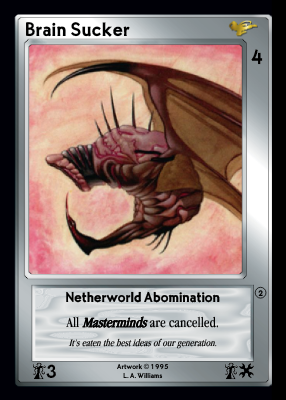 Brain Sucker
4
Netherworld Abomination
2
All Masterminds are cancelled.
It's eaten the best ideas of our generation.
3
Artwork © 1995
L. A. Williams